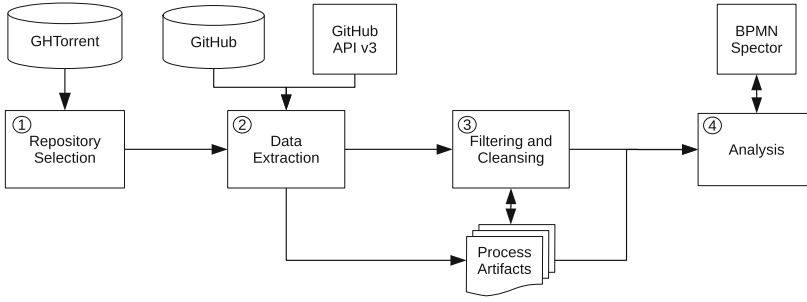 GHTorrent
GitHub
GitHub
API v3
BPMN
Spector
1
Repository
Selection
2
Data
Extraction
3
Filtering and
Cleansing
4
Analysis
Process
Artifacts